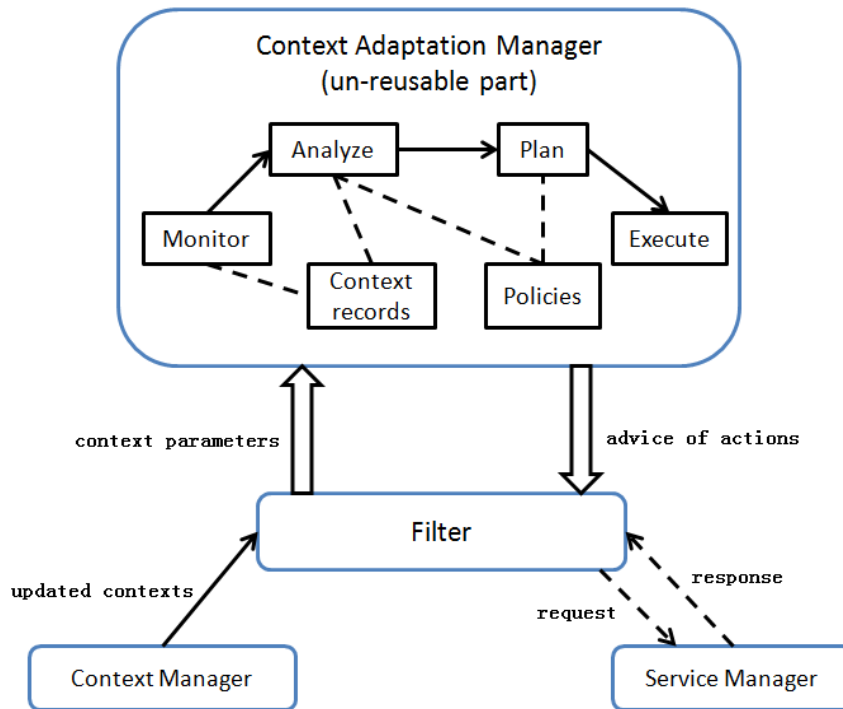 Context Adaptation Manager
(un-reusable part)
Analyze
Plan
Monitor
Execute
Context
records
Policies
context parameters
advice of actions
Filter
updated contexts
response
request
Context Manager
Service Manager